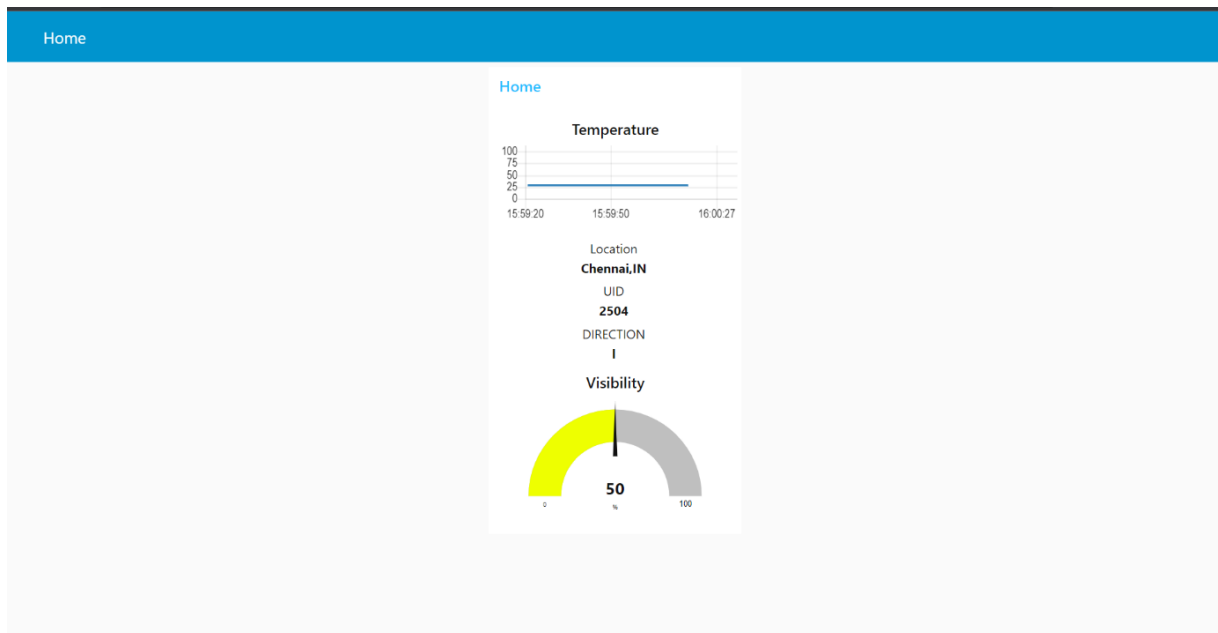 Home
Home
Temperature
100
75
50
25
0
15:59:20 15:59:50 16:00:27
Location
Chennai,IN
UID
2504
DIRECTION
I
Visibility
50
0 % 100